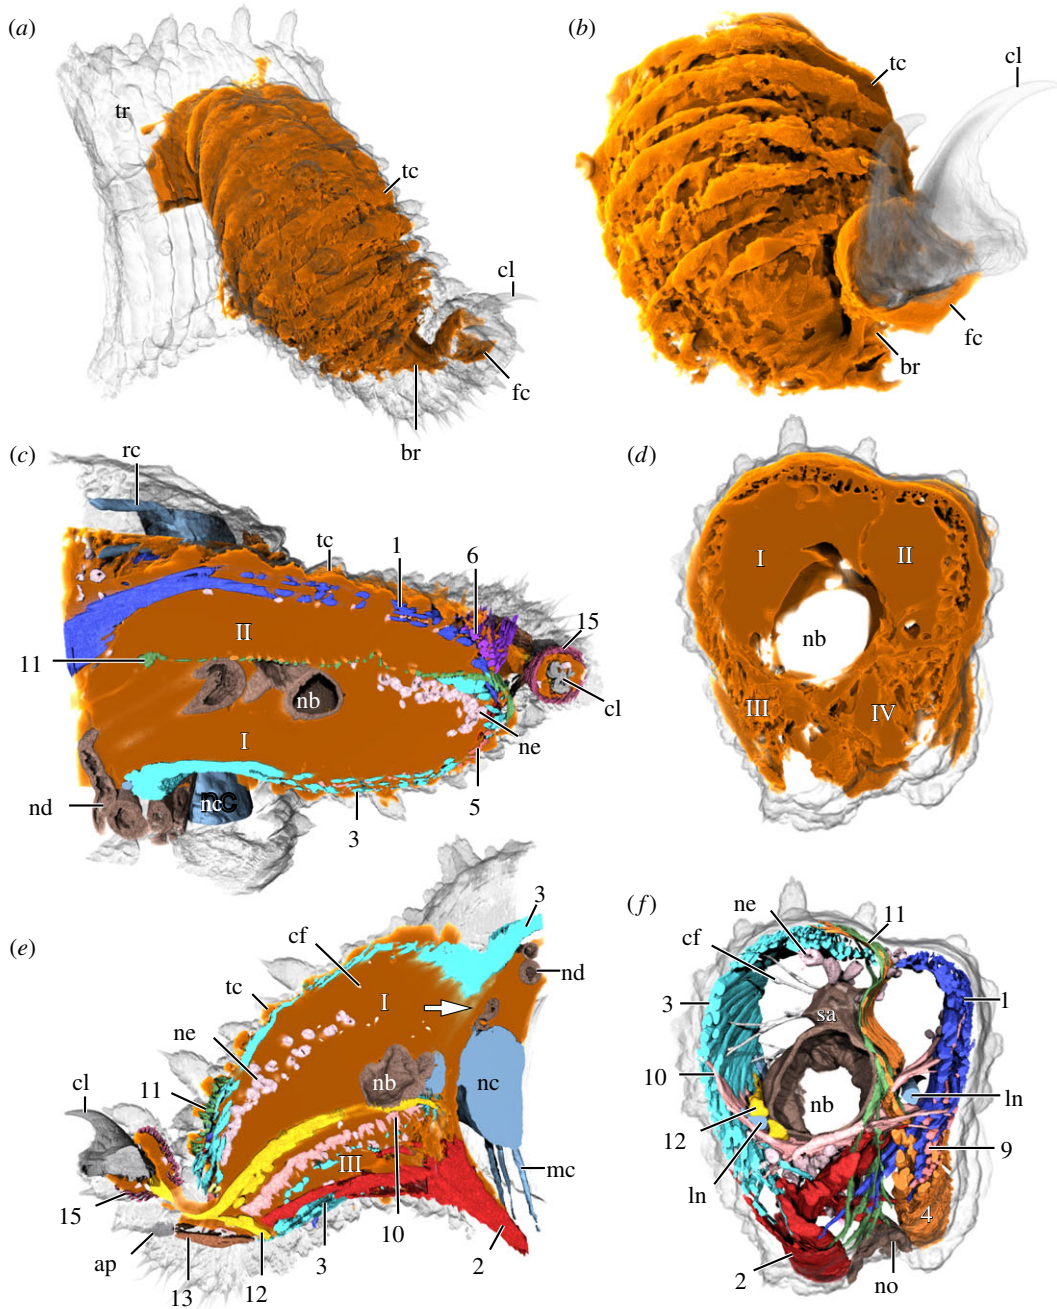 (a)
tr
tc
cl
fc
br
(b)
tc
cl
fc
br
(c)
rc
tc
1
6
15
II
11
nb
cl
ne
I
5
nd
nc
3
(d)
I
II
nb
III
IV
(e)
cf
3
I
nd
tc
ne
nb
nc
11
cl
III
mc
15
10
ap
13
12
3
2
(f)
ne
11
cf
3
1
sa
10
nb
ln
12
9
ln
4
2
no